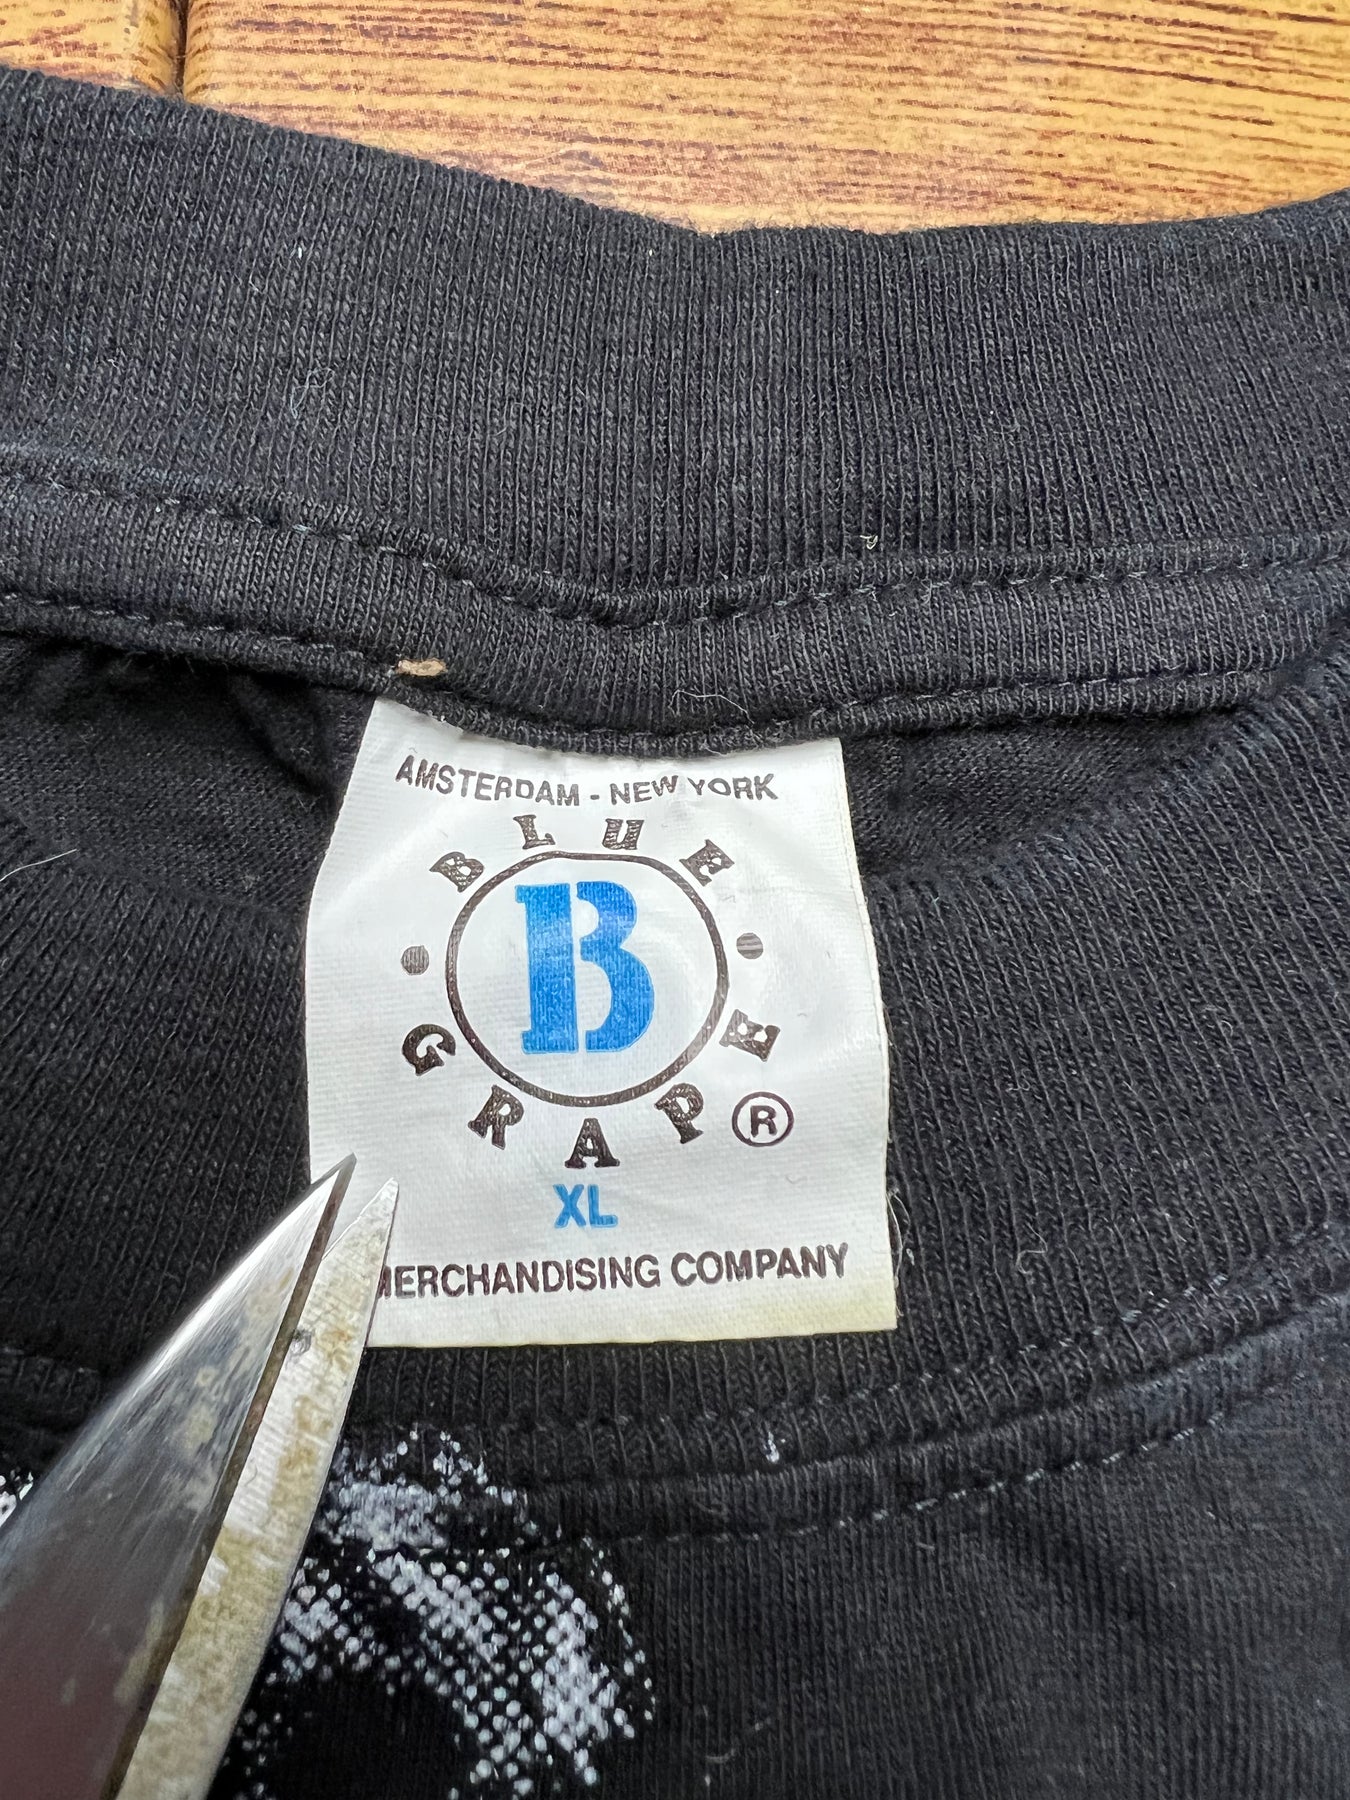 AMSTERDAM - NEW YORK
BLUE
B
GRAPE ®
XL
MERCHANDISING COMPANY